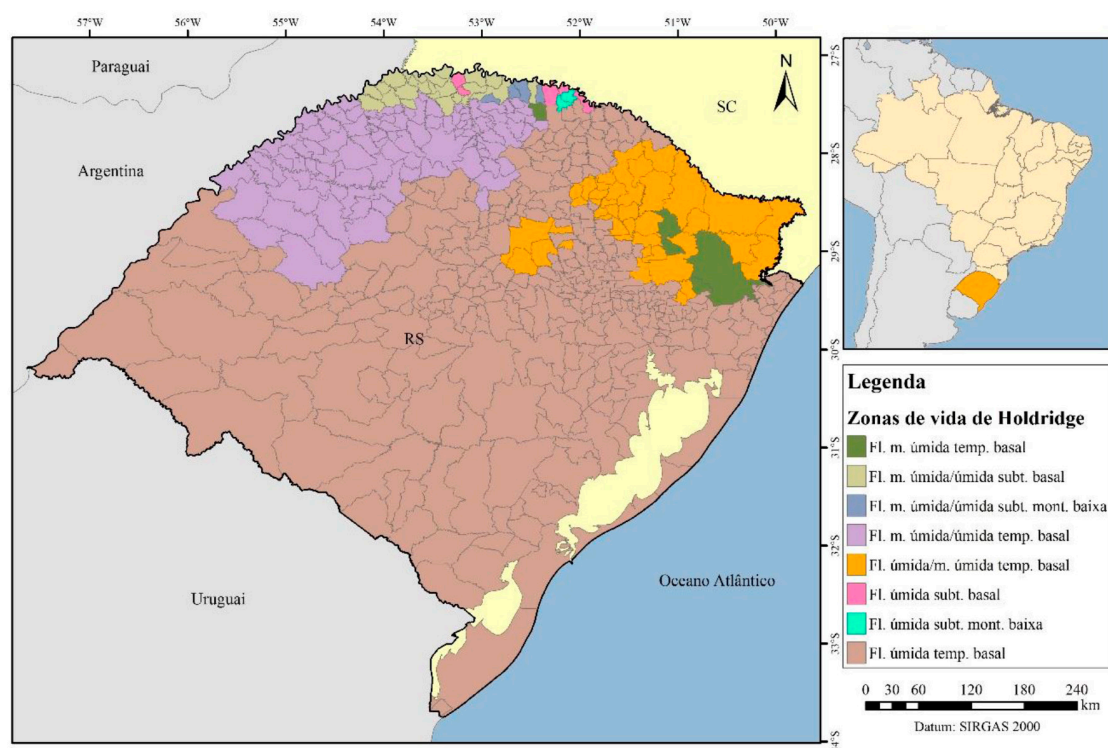 57°W 56°W 55°W 54°W 53°W 52°W 51°W 50°W
27°S
Paraguai
N
SC
Argentina
28°S
29°S
RS
30°S
31°S
32°S
Uruguai
Oceano Atlântico
33°S
4°S
Legenda
Zonas de vida de Holdridge
Fl. m. úmida temp. basal
Fl. m. úmida/úmida subt. basal
Fl. m. úmida/úmida subt. mont. baixa
Fl. m. úmida/úmida temp. basal
Fl. úmida/m. úmida temp. basal
Fl. úmida subt. basal
Fl. úmida subt. mont. baixa
Fl. úmida temp. basal
0 30 60 120 180 240
km
Datum: SIRGAS 2000